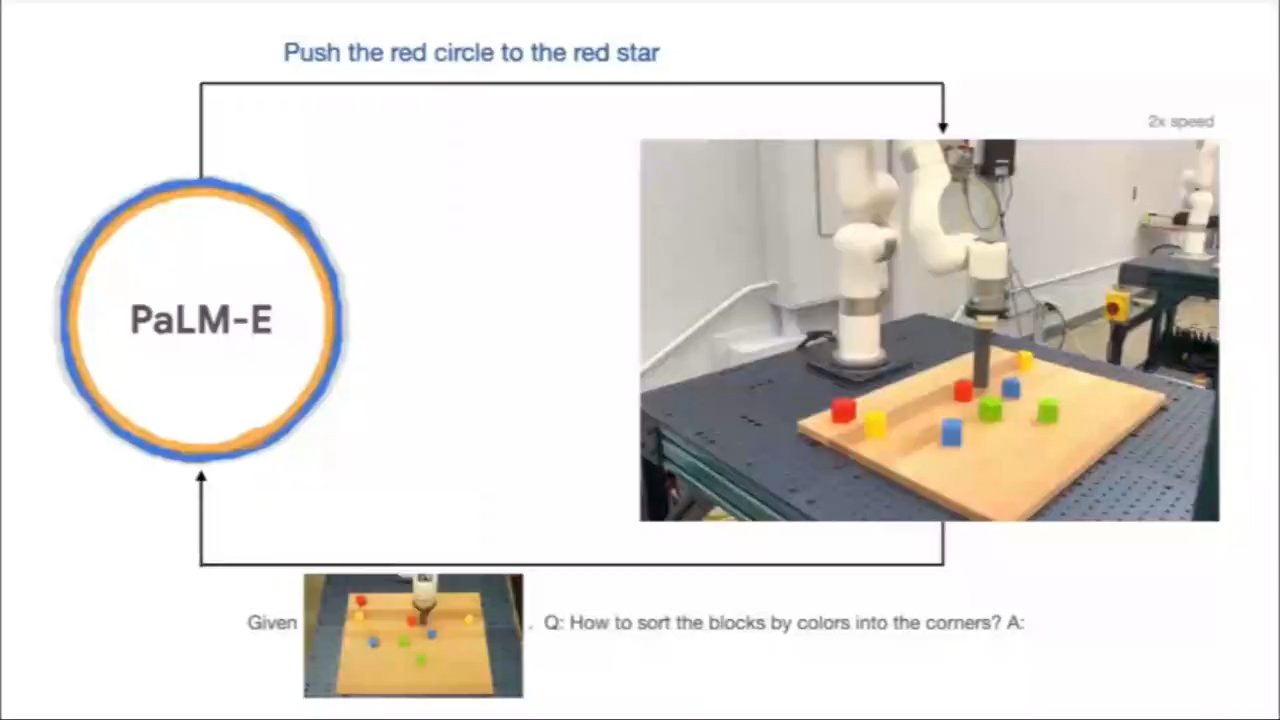 Push the red circle to the red star
2x speed
PaLM-E
Given . Q: How to sort the blocks by colors into the corners? A: